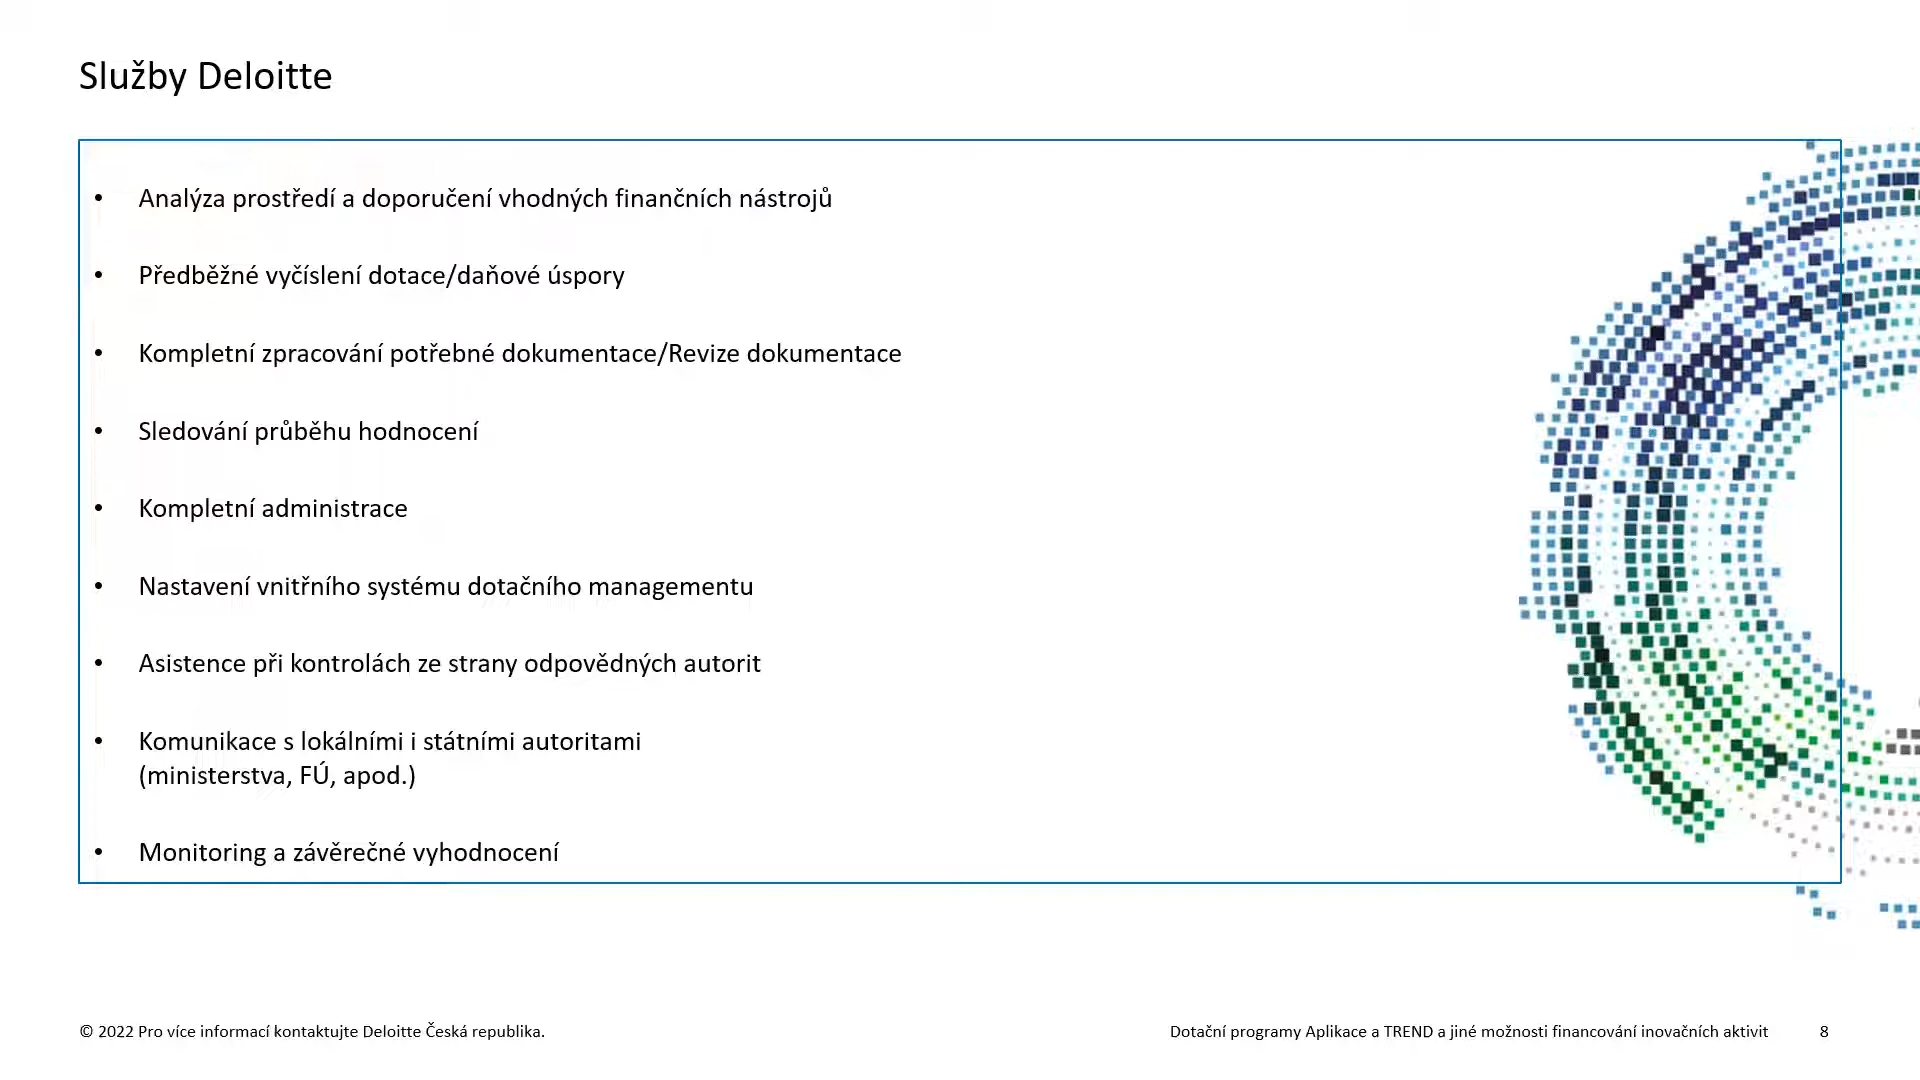 Služby Deloitte
• Analýza prostředí a doporučení vhodných finančních nástrojů
• Předběžné vyčíslení dotace/daňové úspory
• Kompletní zpracování potřebné dokumentace/Revize dokumentace
• Sledování průběhu hodnocení
• Kompletní administrace
• Nastavení vnitřního systému dotačního managementu
• Asistence při kontrolách ze strany odpovědných autorit
• Komunikace s lokálními i státními autoritami
(ministerstva, FÚ, apod.)
• Monitoring a závěrečné vyhodnocení
© 2022 Pro více informací kontaktujte Deloitte Česká republika.
Dotační programy Aplikace a TREND a jiné možnosti financování inovačních aktivit 8